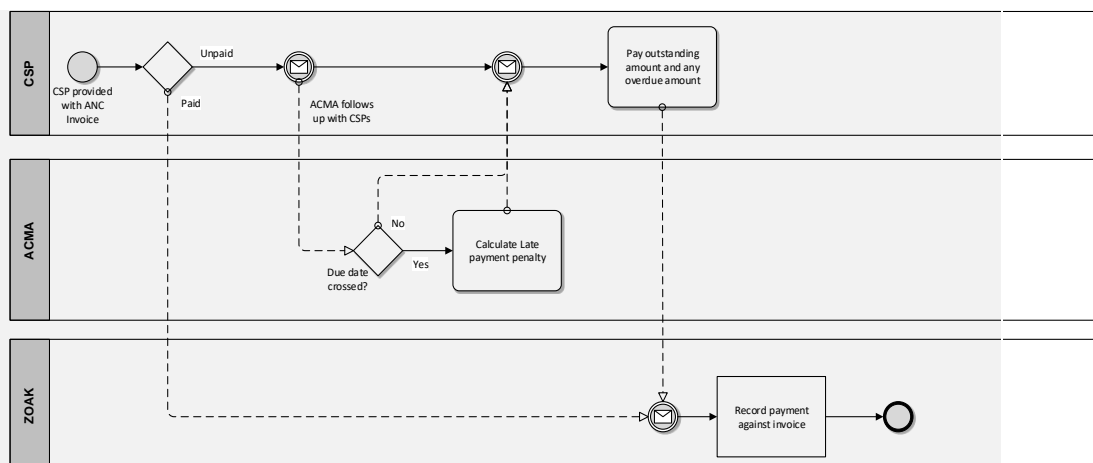 CSP
CSP provided
with ANC
Invoice
Unpaid
Paid
ACMA follows
up with CSPs
Pay outstanding
amount and any
overdue amount
ACMA
Due date
crossed?
No
Yes
Calculate Late
payment penalty
ZOAK
Record payment
against invoice